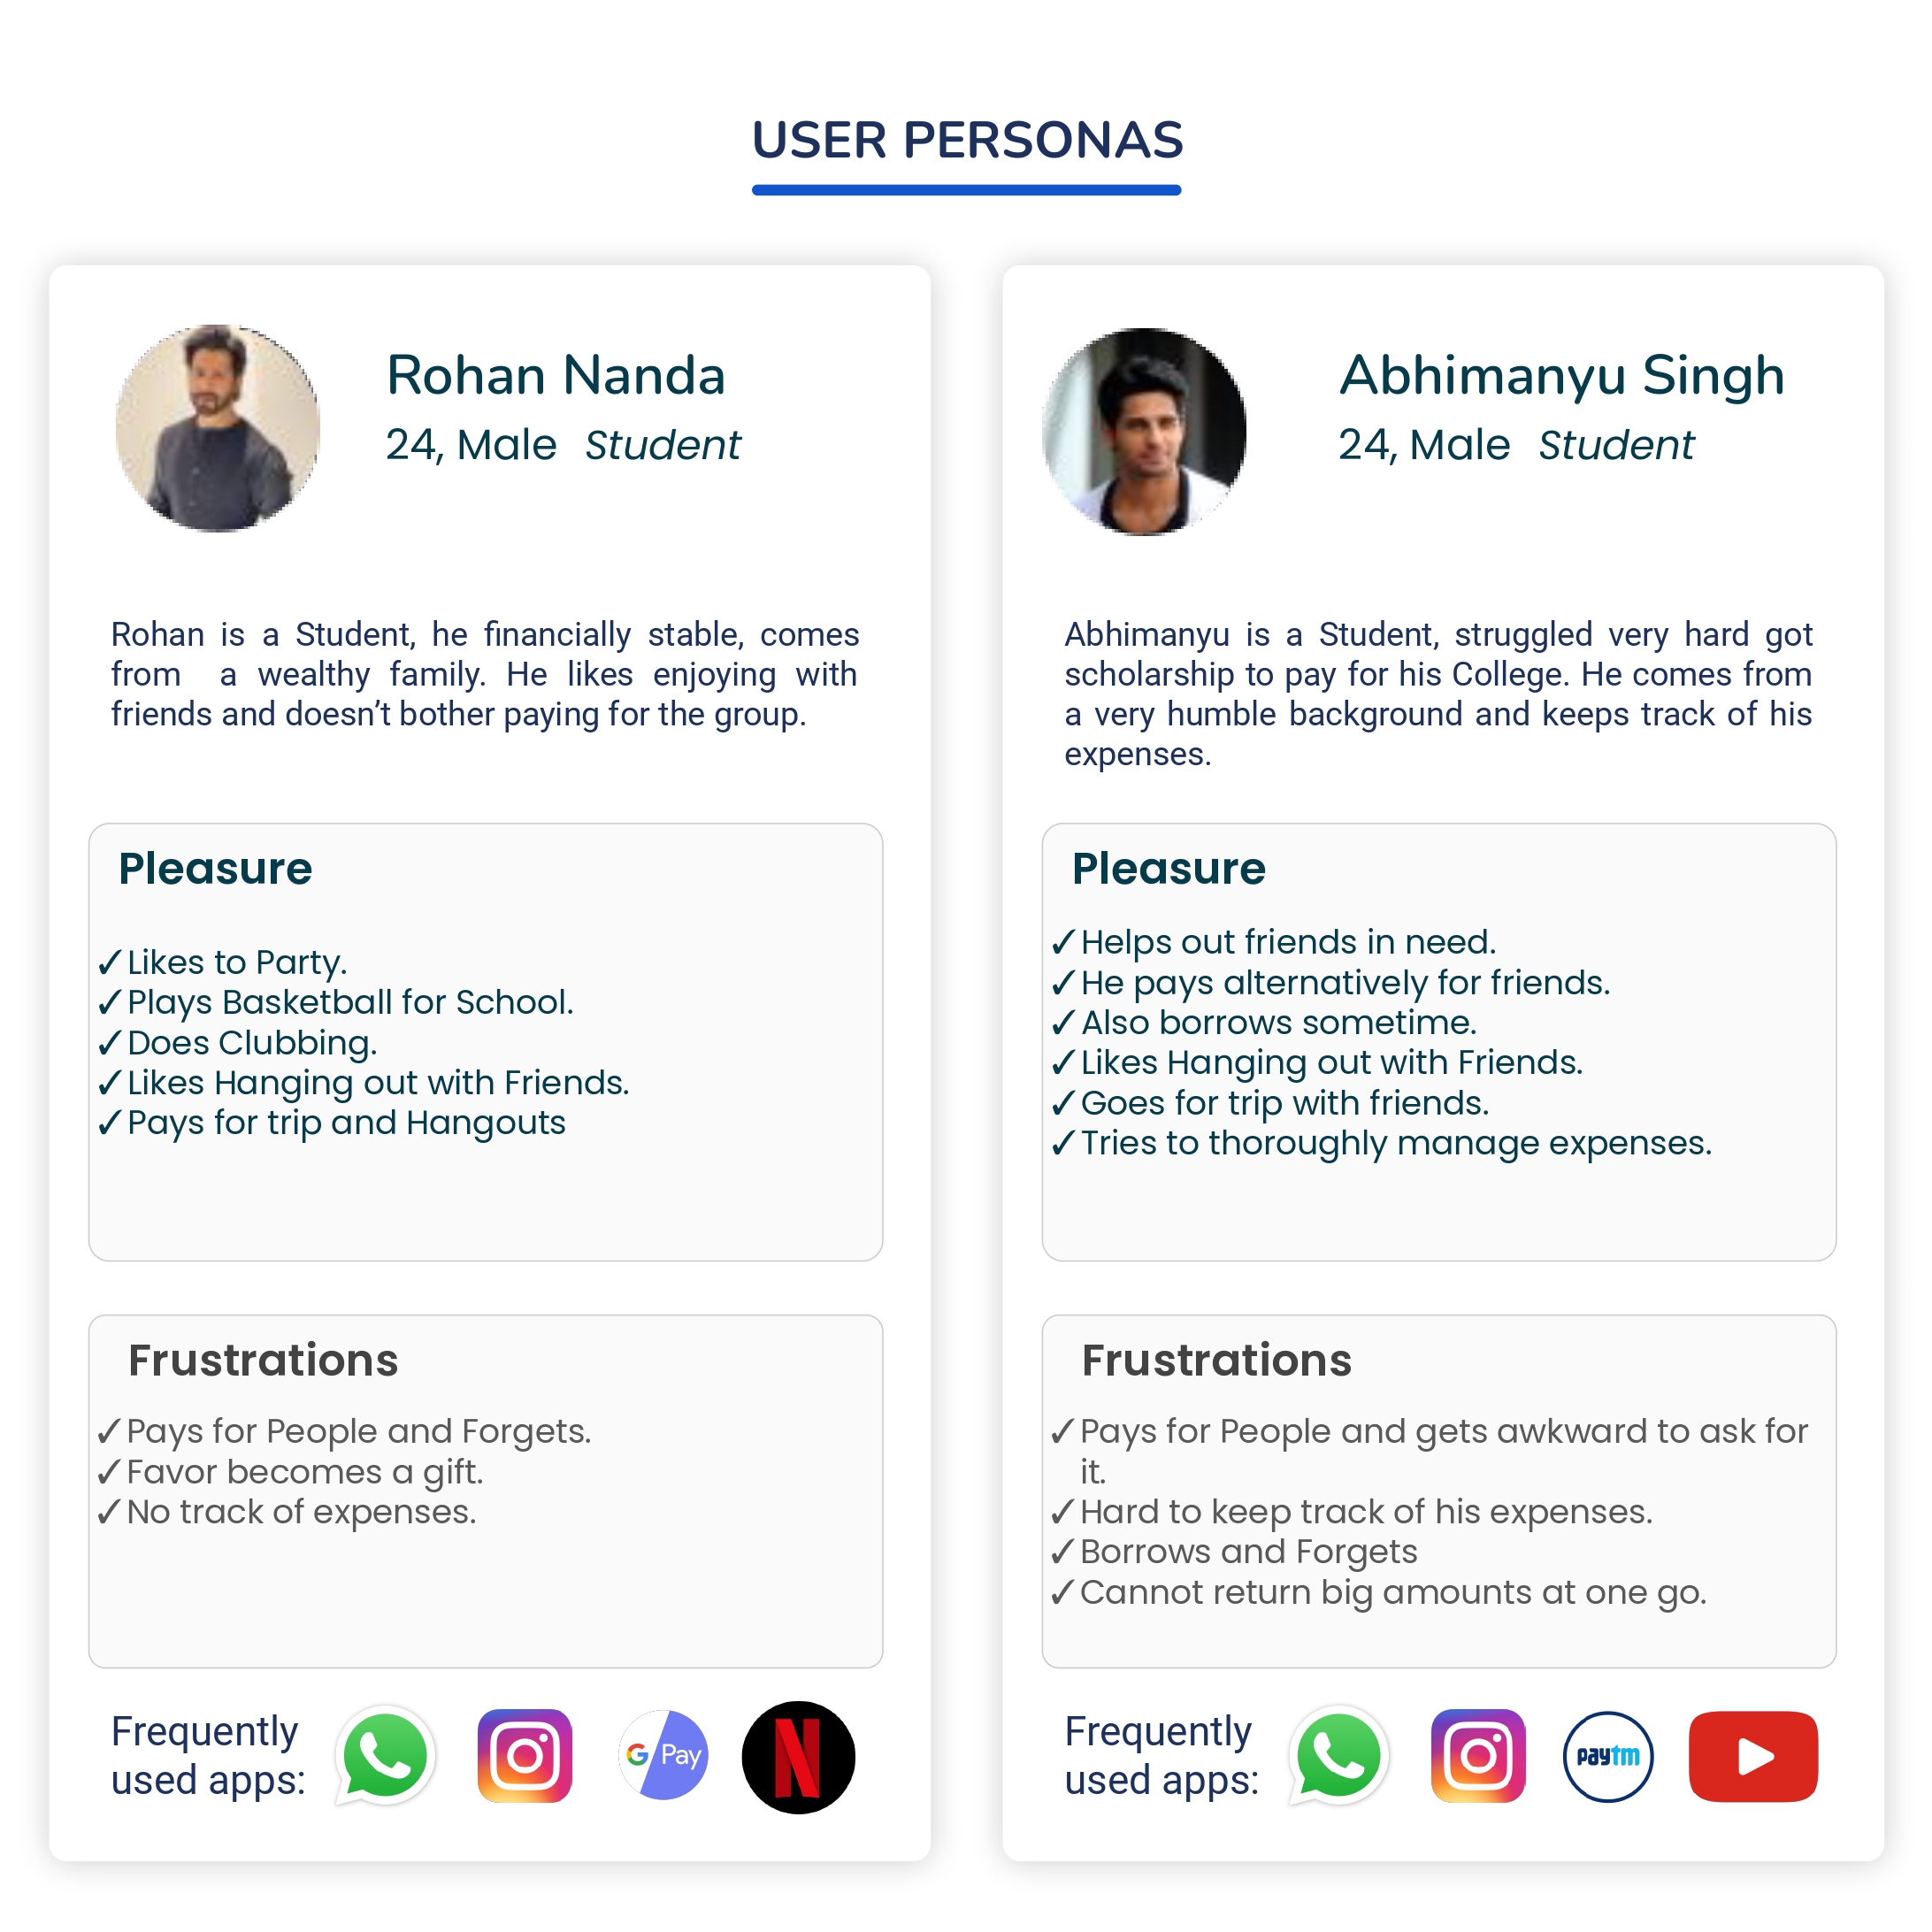 USER PERSONAS
Rohan Nanda
24, Male Student
Rohan is a Student, he financially stable, comes
from a wealthy family. He likes enjoying with
friends and doesn’t bother paying for the group.
Pleasure
✓Likes to Party.
✓Plays Basketball for School.
✓Does Clubbing.
✓Likes Hanging out with Friends.
✓Pays for trip and Hangouts
Frustrations
✓Pays for People and Forgets.
✓Favor becomes a gift.
✓No track of expenses.
Frequently
used apps:
G Pay
N
Abhimanyu Singh
24, Male Student
Abhimanyu is a Student, struggled very hard got
scholarship to pay for his College. He comes from
a very humble background and keeps track of his
expenses.
Pleasure
✓Helps out friends in need.
✓He pays alternatively for friends.
✓Also borrows sometime.
✓Likes Hanging out with Friends.
✓Goes for trip with friends.
✓Tries to thoroughly manage expenses.
Frustrations
✓Pays for People and gets awkward to ask for
it.
✓Hard to keep track of his expenses.
✓Borrows and Forgets
✓Cannot return big amounts at one go.
Frequently
used apps:
paytm